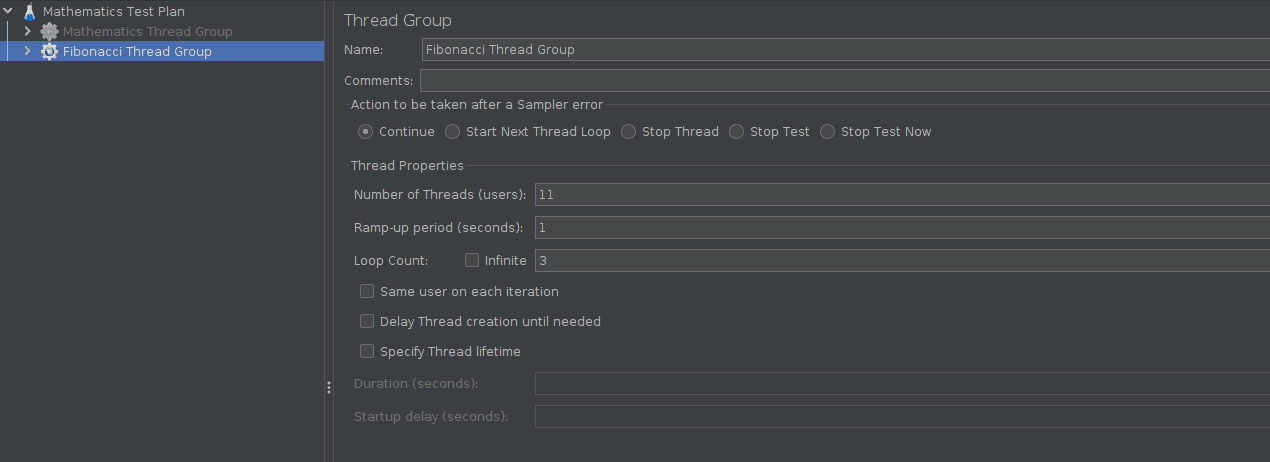 Mathematics Test Plan
Mathematics Thread Group
Fibonacci Thread Group
Thread Group
Name: Fibonacci Thread Group
Comments:
Action to be taken after a Sampler error
Continue Start Next Thread Loop Stop Thread Stop Test Stop Test Now
Thread Properties
Number of Threads (users): 11
Ramp-up period (seconds): 1
Loop Count: Infinite 3
Same user on each iteration
Delay Thread creation until needed
Specify Thread lifetime
Duration (seconds):
Startup delay (seconds):